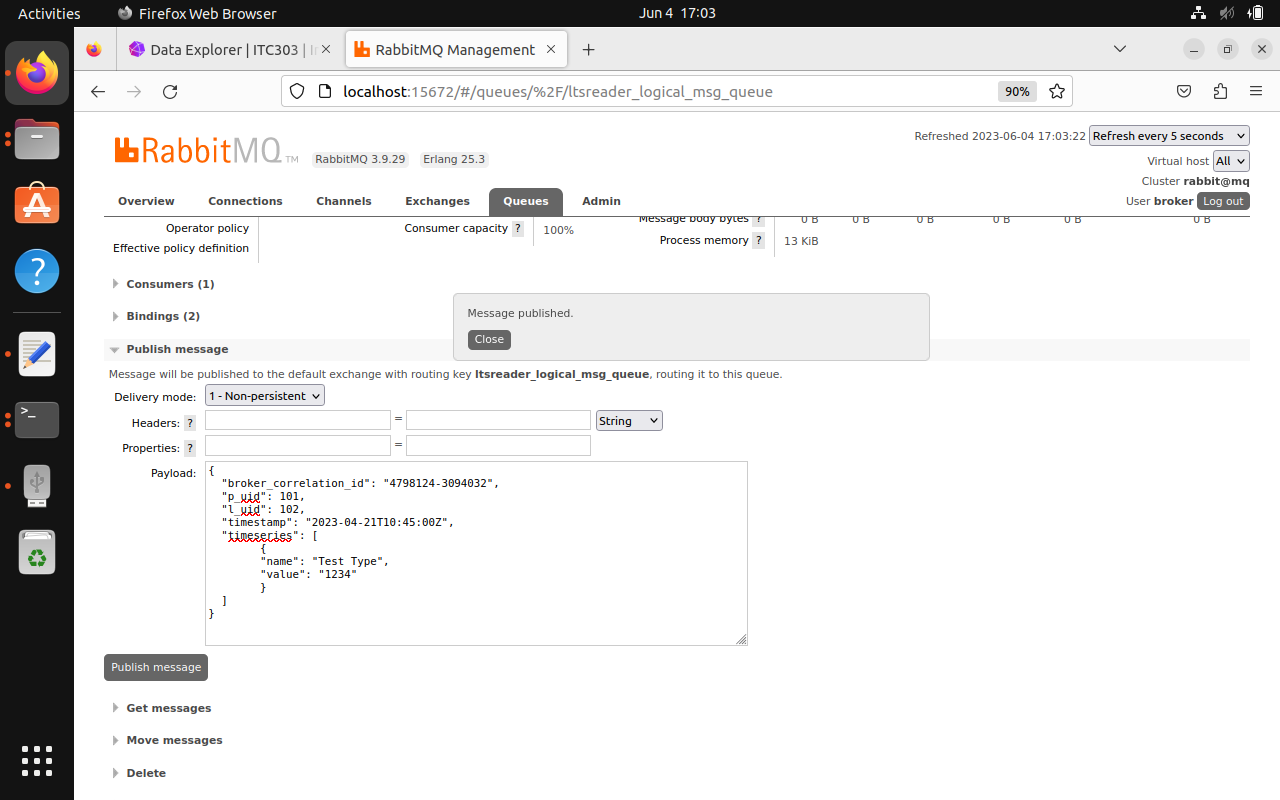 Activities Firefox Web Browser Jun 4 17:03
Data Explorer | ITC303 | In RabbitMQ Management
localhost:15672/#/queues/%2F/ltsreader_logical_msg_queue 90%
RabbitMQ TM RabbitMQ 3.9.29 Erlang 25.3
Refreshed 2023-06-04 17:03:22 Refresh every 5 seconds
Virtual host All
Cluster rabbit@mq
User broker Log out
Overview Connections Channels Exchanges Queues Admin
Message body bytes ? 0 B 0 B 0 B 0 B 0 B 0 B
Operator policy Consumer capacity ? 100%
Process memory ? 13 KiB
Effective policy definition
Consumers (1)
Bindings (2)
Message published.
Close
Publish message
Message will be published to the default exchange with routing key ltsreader_logical_msg_queue, routing it to this queue.
Delivery mode: 1 - Non-persistent
Headers: ? = String
Properties: ? =
Payload:
{
"broker_correlation_id": "4798124-3094032",
"p_uid": 101,
"l_uid": 102,
"timestamp": "2023-04-21T10:45:00Z",
"timeseries": [
{
"name": "Test Type",
"value": "1234"
}
]
}
Publish message
Get messages
Move messages
Delete